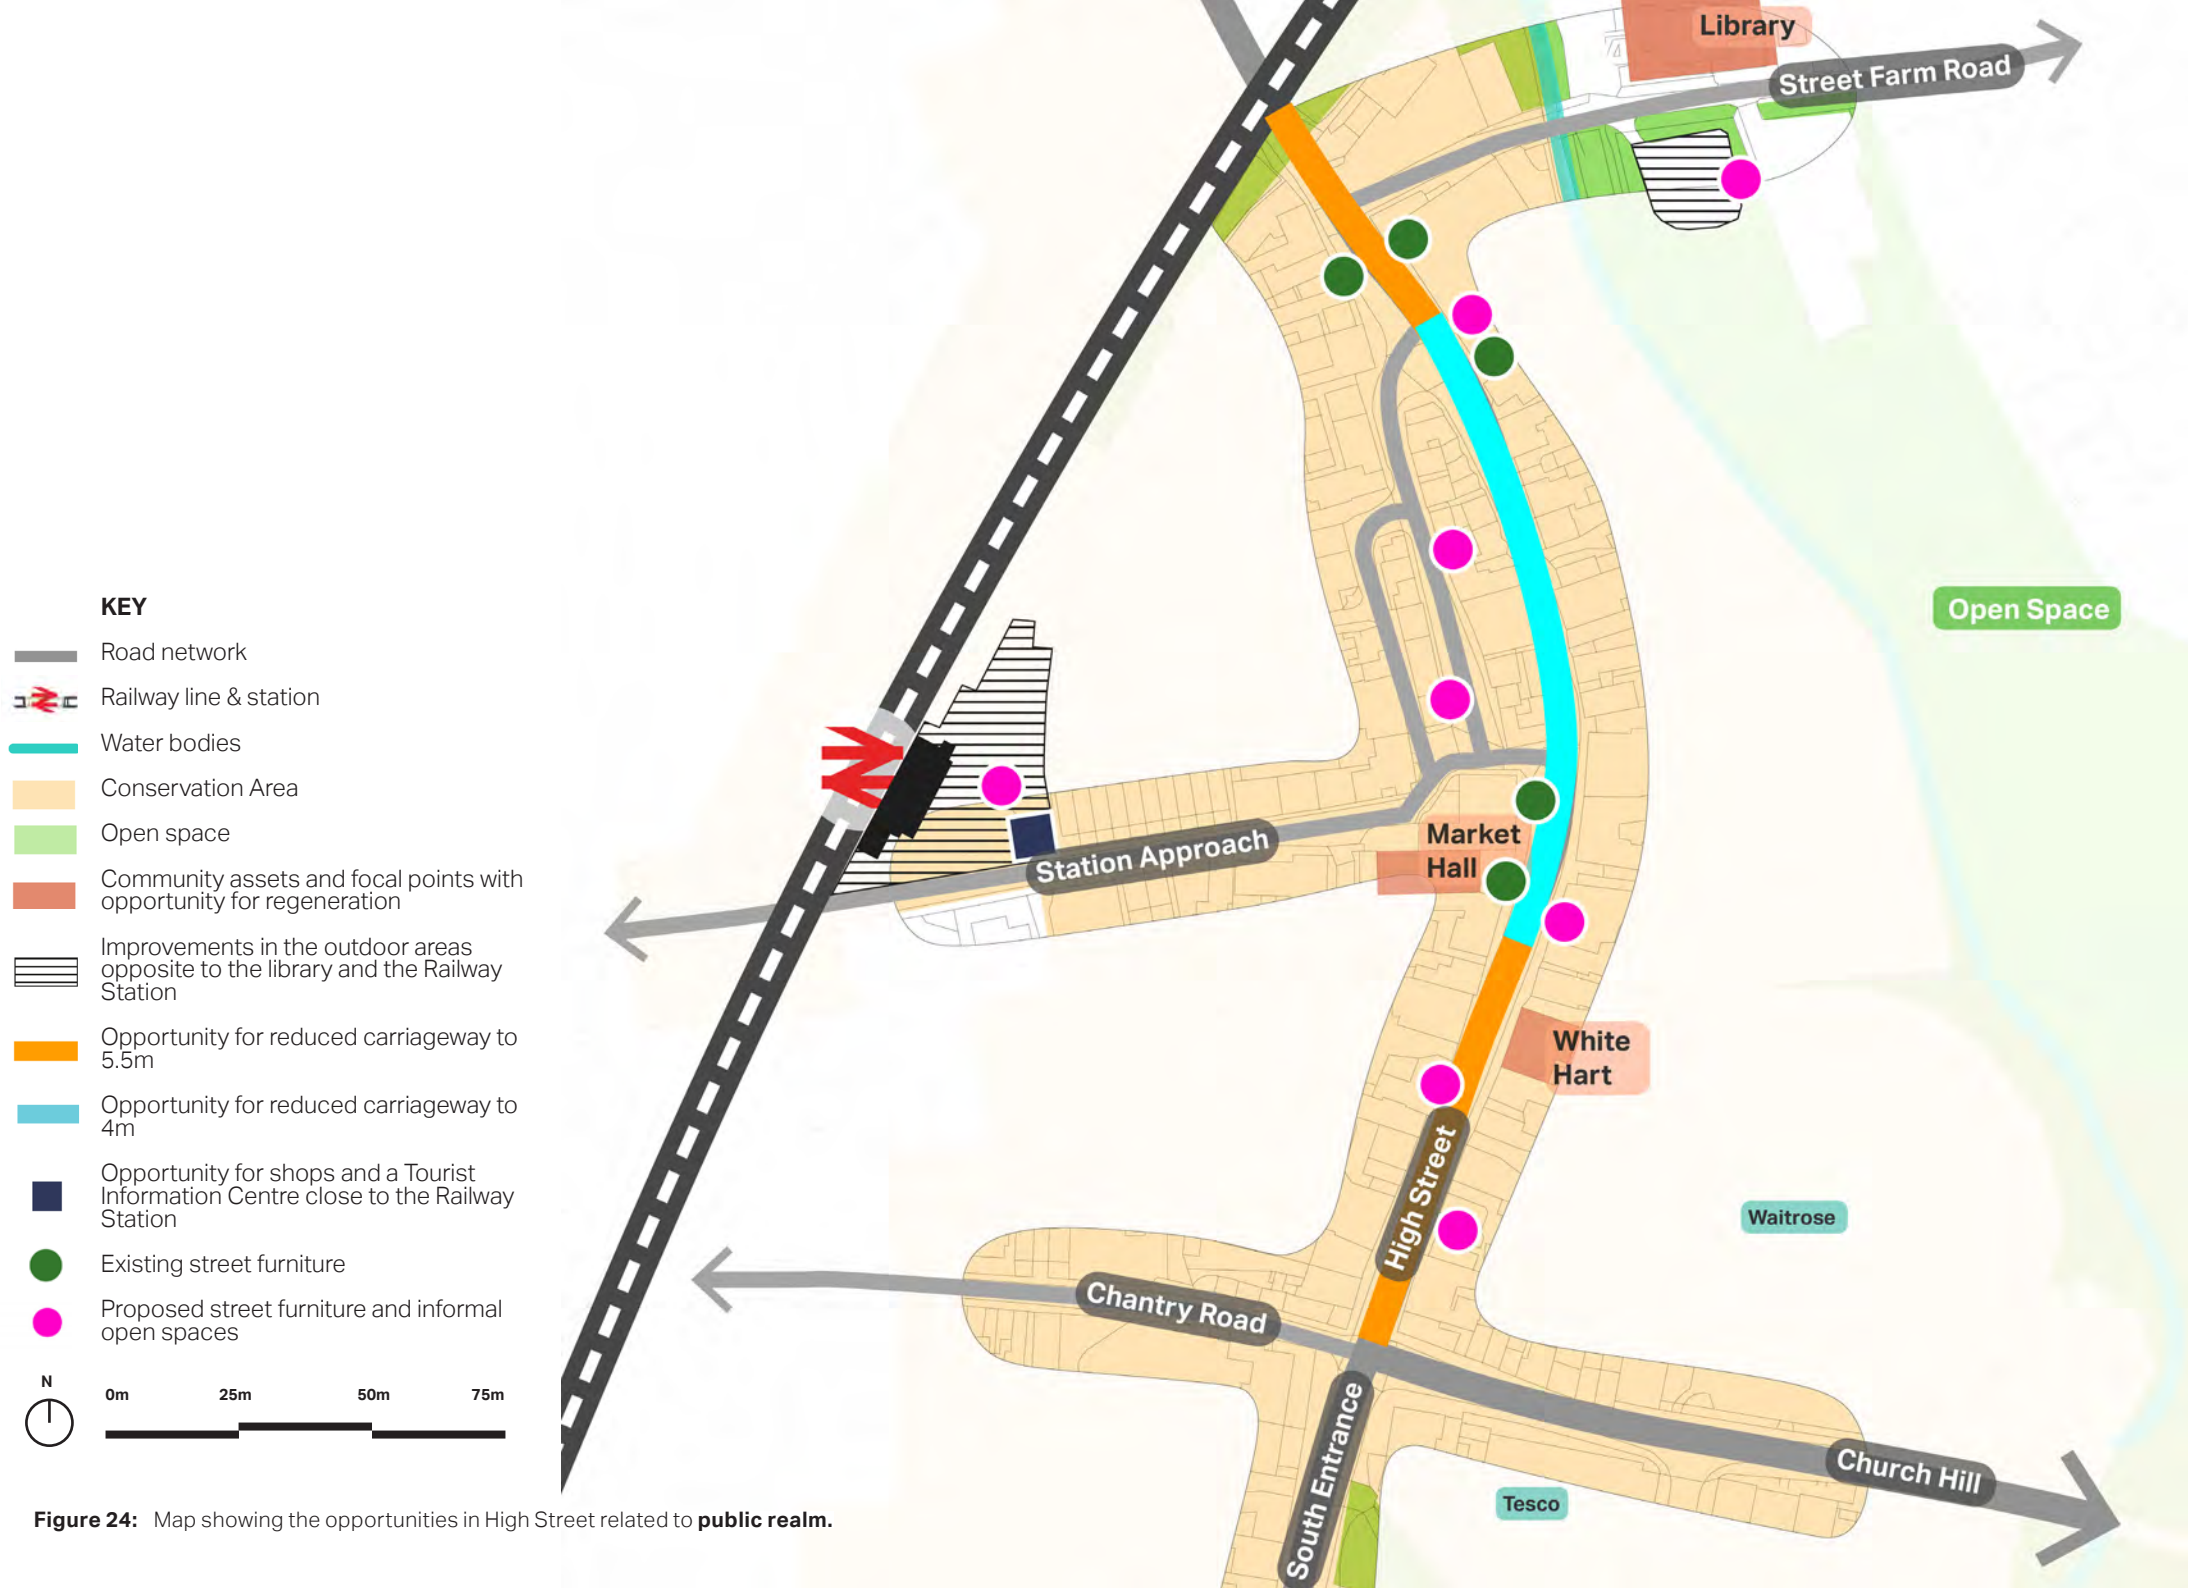 KEY
Road network
Railway line & station
Water bodies
Conservation Area
Open space
Community assets and focal points with
opportunity for regeneration
Improvements in the outdoor areas
opposite to the library and the Railway
Station
Opportunity for reduced carriageway to
5.5m
Opportunity for reduced carriageway to
4m
Opportunity for shops and a Tourist
Information Centre close to the Railway
Station
Existing street furniture
Proposed street furniture and informal
open spaces
N
0m 25m 50m 75m
Library
Street Farm Road
Open Space
Market
Hall
Station Approach
White
Hart
High Street
Waitrose
Chantry Road
South Entrance
Church Hill
Tesco
Figure 24: Map showing the opportunities in High Street related to public realm.